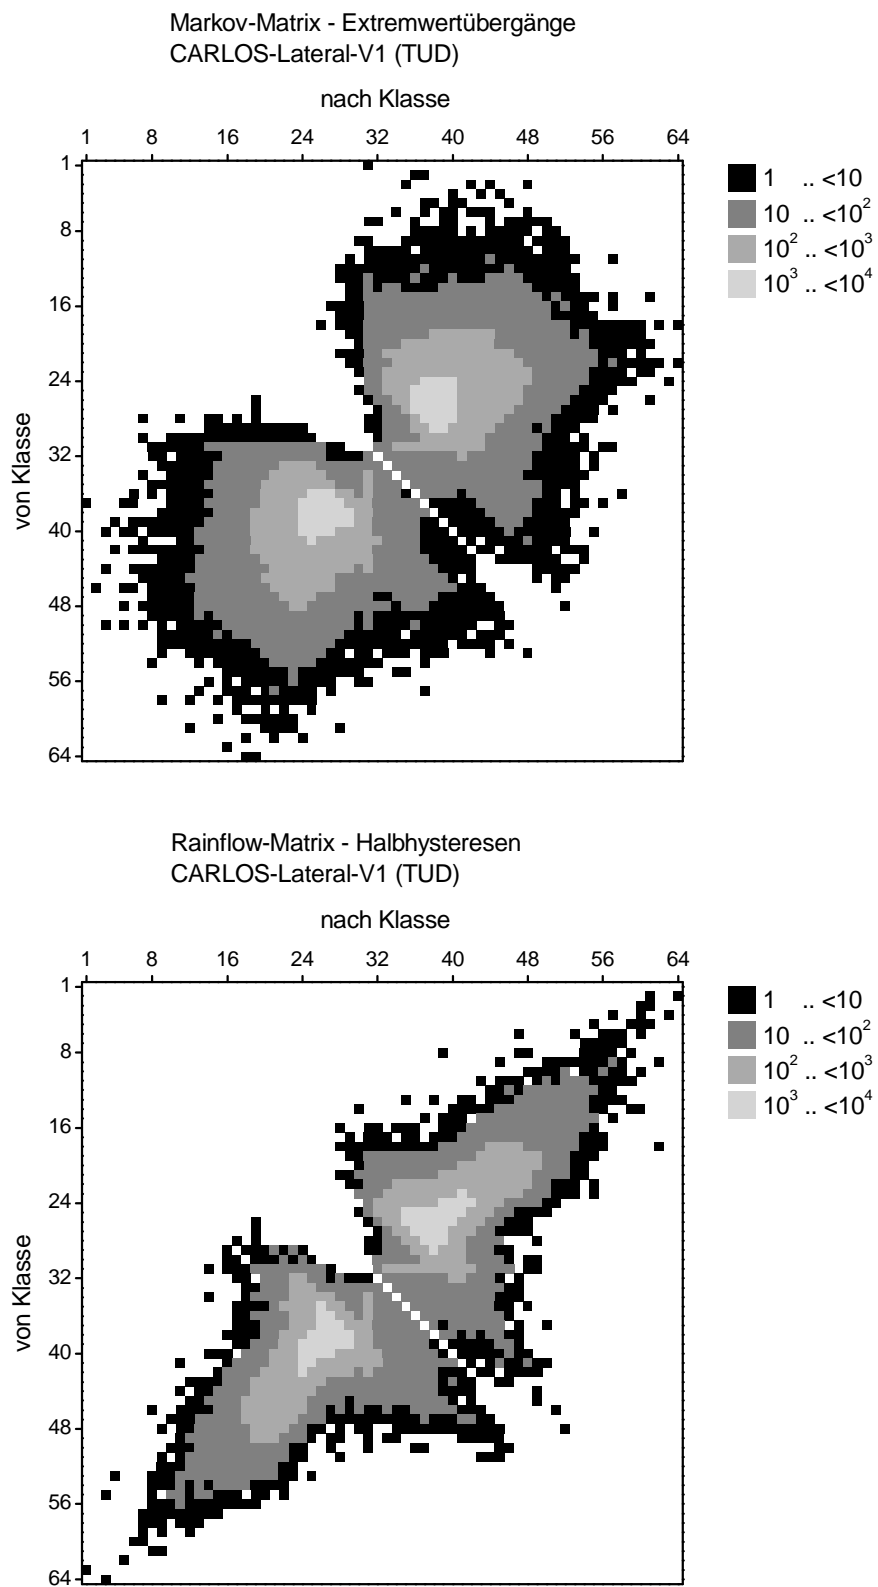 Markov-Matrix - Extremwertübergänge
CARLOS-Lateral-V1 (TUD)
nach Klasse
1 8 16 24 32 40 48 56 64
von Klasse
1
8
16
24
32
40
48
56
64
1 .. <10
10 .. <10²
10² .. <10³
10³ .. <10⁴
Rainflow-Matrix - Halbhysteresen
CARLOS-Lateral-V1 (TUD)
nach Klasse
1 8 16 24 32 40 48 56 64
von Klasse
1
8
16
24
32
40
48
56
64
1 .. <10
10 .. <10²
10² .. <10³
10³ .. <10⁴